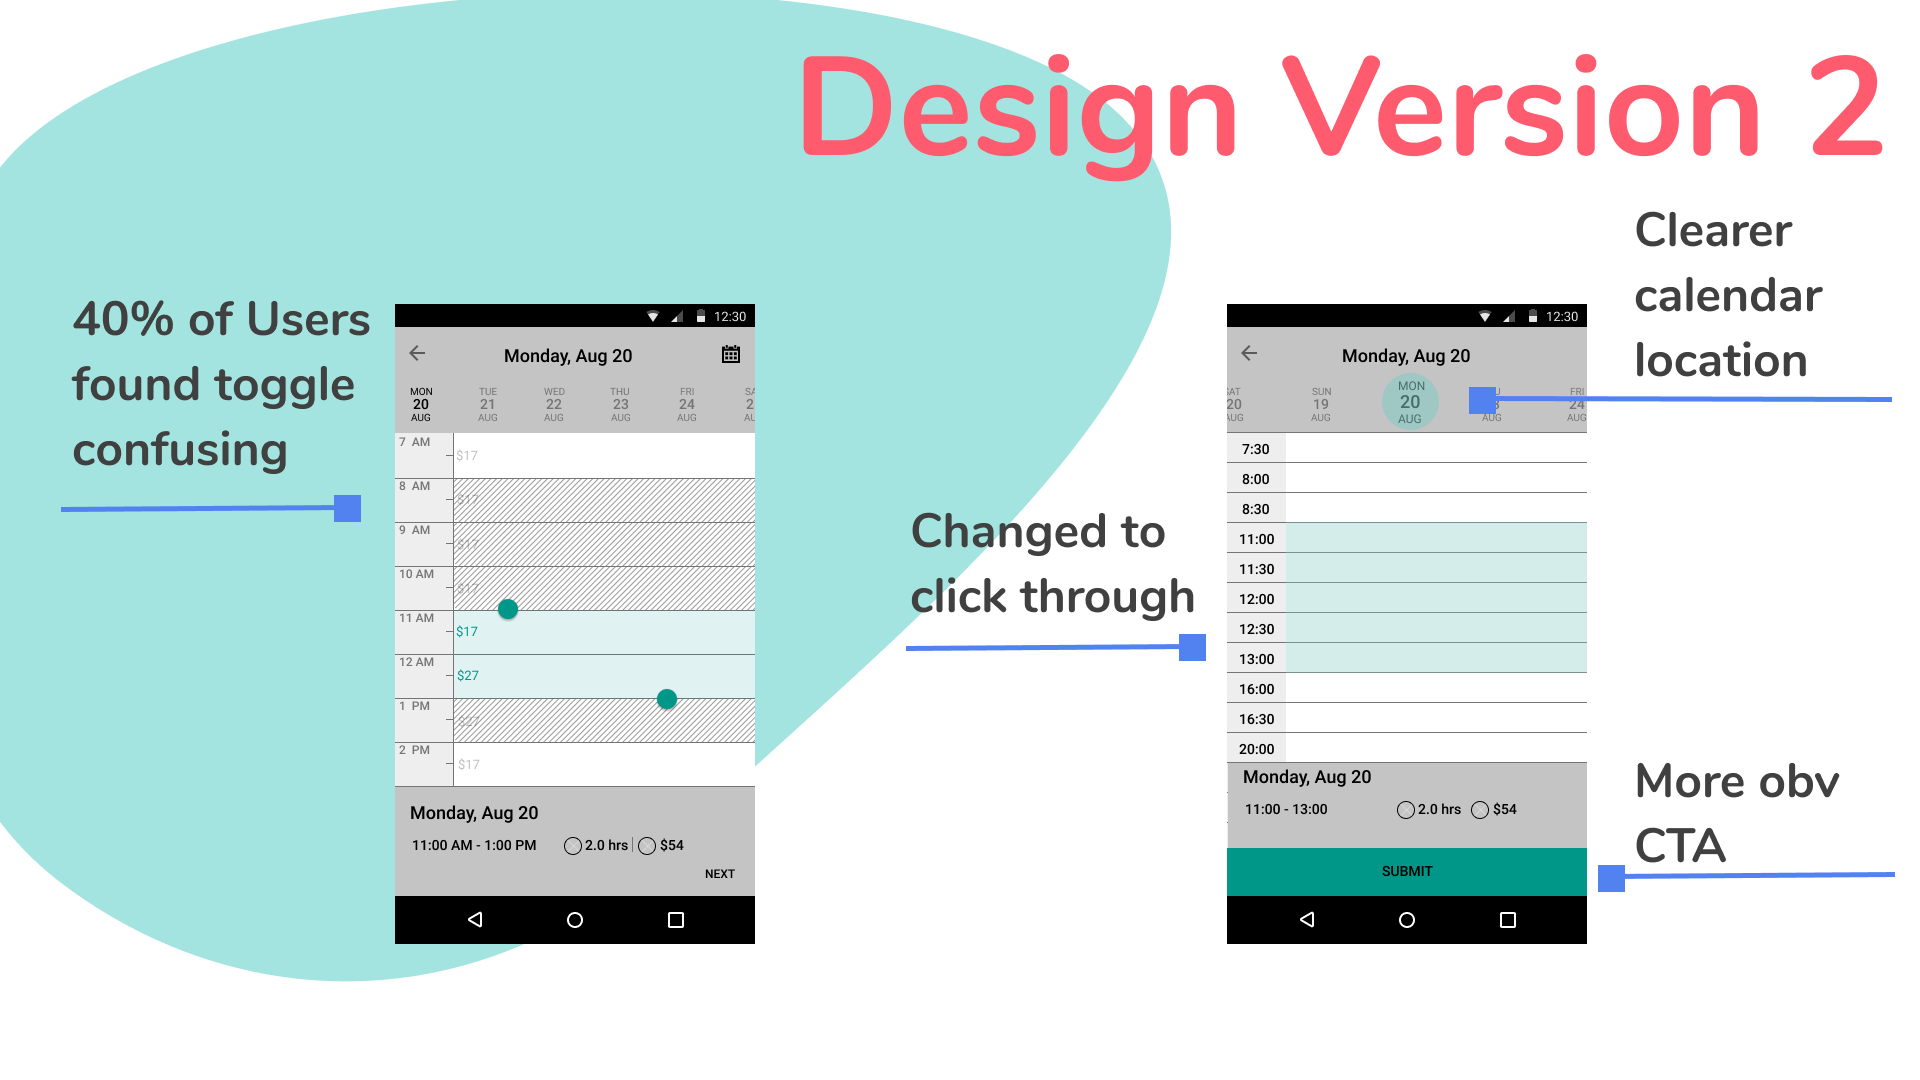 Design Version 2
40% of Users
found toggle
confusing
12:30
Monday, Aug 20
MON TUE WED THU FRI SA
20 21 22 23 24 2
AUG AUG AUG AUG AUG AU
7 AM
$17
8 AM
$17
9 AM
$17
10 AM
$17
11 AM
$17
12 AM
$27
1 PM
$27
2 PM
$17
Monday, Aug 20
11:00 AM - 1:00 PM 2.0 hrs $54
NEXT
Changed to
click through
12:30
Monday, Aug 20
AT SUN MON U FRI
20 19 20 24
AUG AUG AUG AUG AUG
7:30
8:00
8:30
11:00
11:30
12:00
12:30
13:00
16:00
16:30
20:00
Monday, Aug 20
11:00 - 13:00 2.0 hrs $54
SUBMIT
Clearer
calendar
location
More obv
CTA